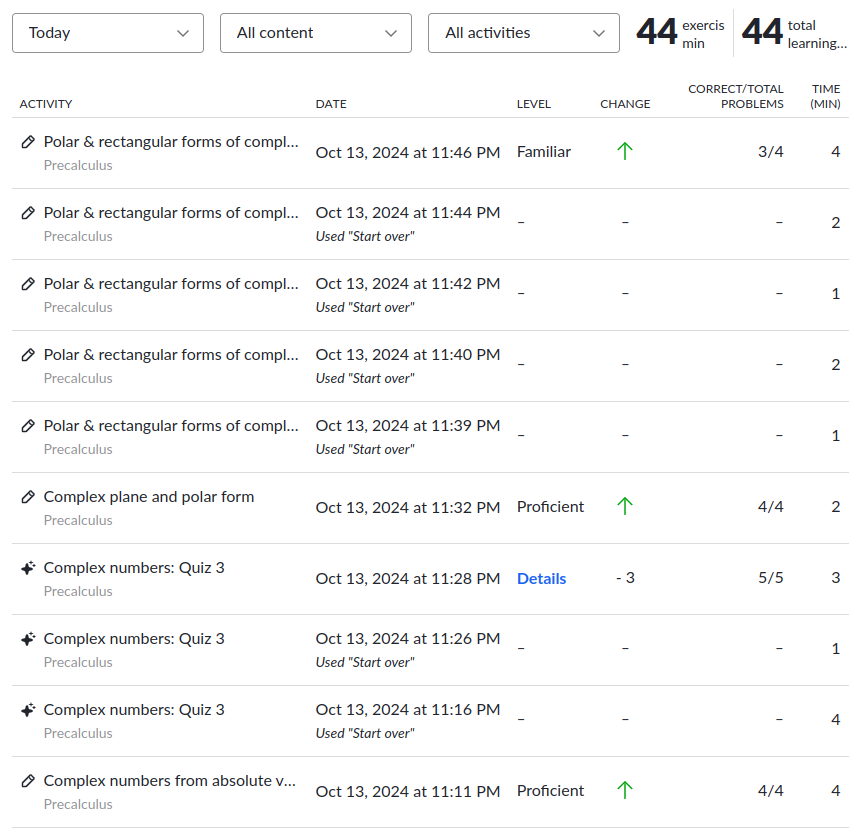 Today All content All activities 44 exercis min 44 total learning...
ACTIVITY DATE LEVEL CHANGE CORRECT/TOTAL PROBLEMS TIME (MIN)
Polar & rectangular forms of compl... Oct 13, 2024 at 11:46 PM Familiar ↑ 3/4 4
Precalculus
Polar & rectangular forms of compl... Oct 13, 2024 at 11:44 PM – – – 2
Precalculus Used "Start over"
Polar & rectangular forms of compl... Oct 13, 2024 at 11:42 PM – – – 1
Precalculus Used "Start over"
Polar & rectangular forms of compl... Oct 13, 2024 at 11:40 PM – – – 2
Precalculus Used "Start over"
Polar & rectangular forms of compl... Oct 13, 2024 at 11:39 PM – – – 1
Precalculus Used "Start over"
Complex plane and polar form Oct 13, 2024 at 11:32 PM Proficient ↑ 4/4 2
Precalculus
Complex numbers: Quiz 3 Oct 13, 2024 at 11:28 PM Details - 3 5/5 3
Precalculus
Complex numbers: Quiz 3 Oct 13, 2024 at 11:26 PM – – – 1
Precalculus Used "Start over"
Complex numbers: Quiz 3 Oct 13, 2024 at 11:16 PM – – – 4
Precalculus Used "Start over"
Complex numbers from absolute v... Oct 13, 2024 at 11:11 PM Proficient ↑ 4/4 4
Precalculus